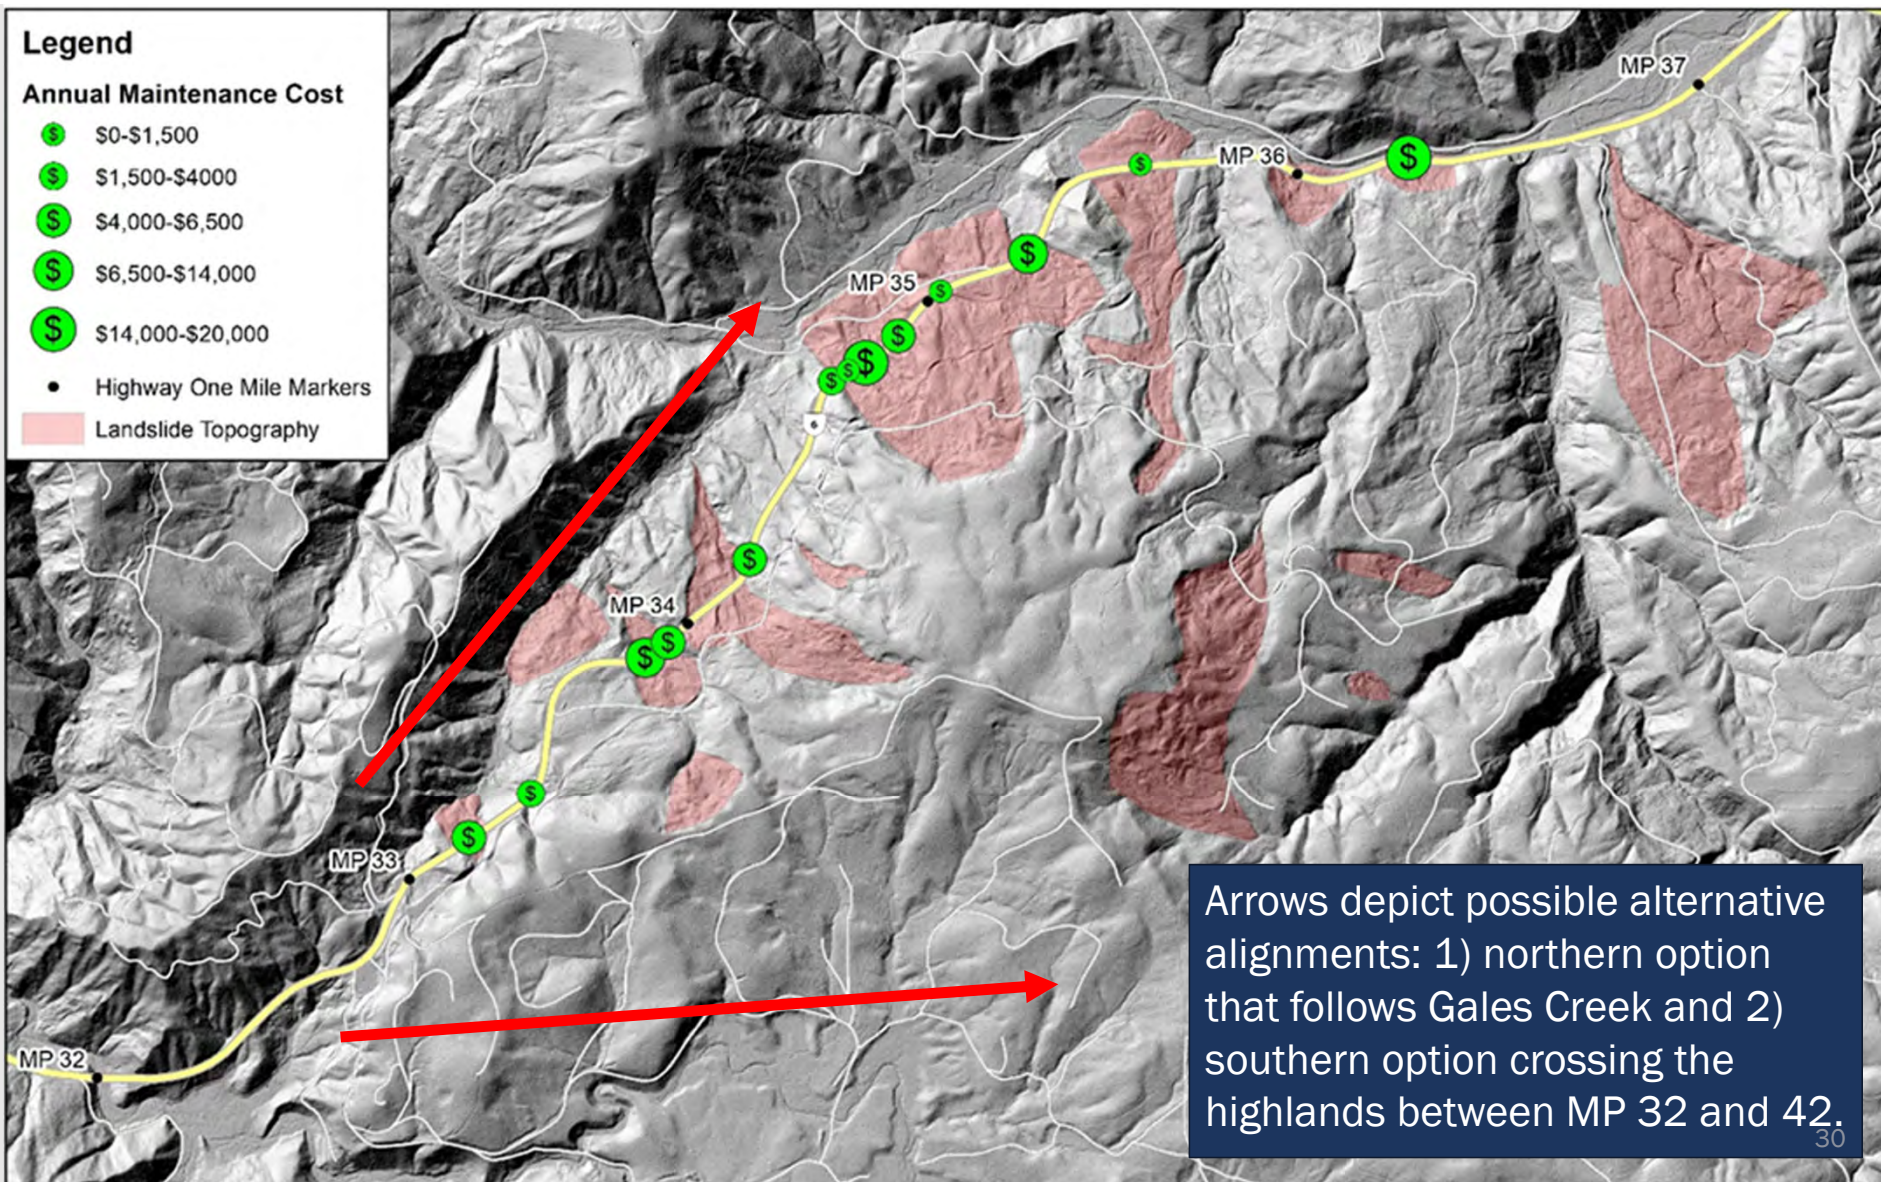 Legend
Annual Maintenance Cost
$ $0-$1,500
$ $1,500-$4000
$ $4,000-$6,500
$ $6,500-$14,000
$ $14,000-$20,000
Highway One Mile Markers
Landslide Topography
MP 37
$
MP 36
$
$
MP 35
$
$
$
$
$
6
$
MP 34
$
$
$
$
MP 33
MP 32
Arrows depict possible alternative
alignments: 1) northern option
that follows Gales Creek and 2)
southern option crossing the
highlands between MP 32 and 42.
30